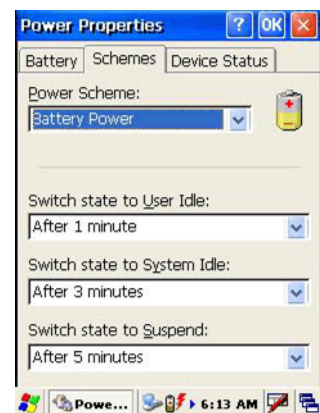 Power Properties ? OK
Battery Schemes Device Status
Power Scheme:
Battery Power
Switch state to User Idle:
After 1 minute
Switch state to System Idle:
After 3 minutes
Switch state to Suspend:
After 5 minutes
Powe... 6:13 AM